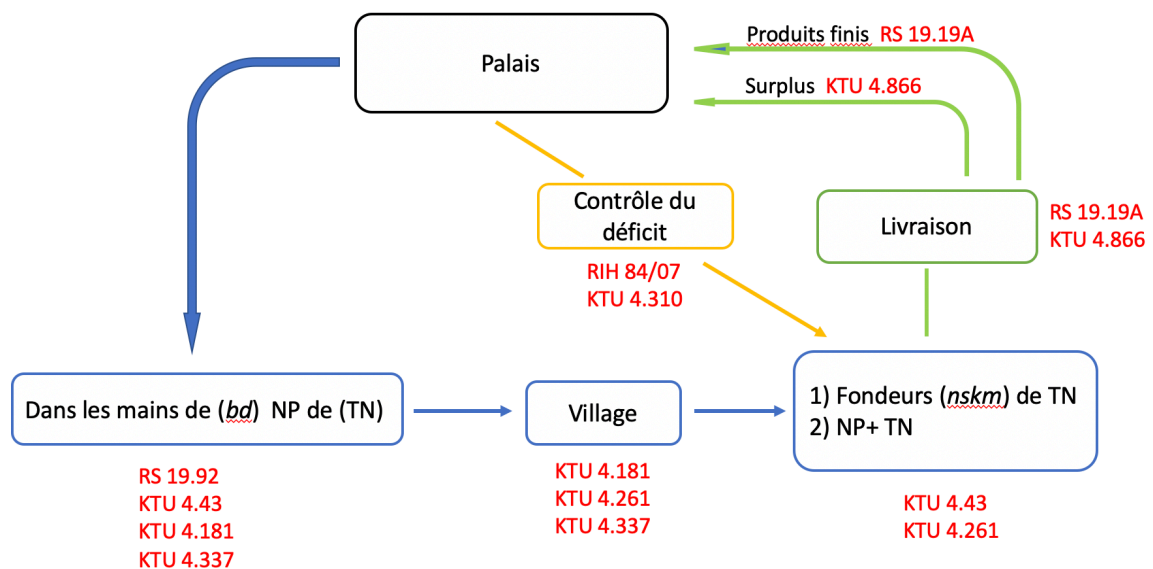 Palais
Produits finis RS 19.19A
Surplus KTU 4.866
Contrôle du
déficit
RIH 84/07
KTU 4.310
Livraison
RS 19.19A
KTU 4.866
Dans les mains de (bd) NP de (TN)
RS 19.92
KTU 4.43
KTU 4.181
KTU 4.337
Village
KTU 4.181
KTU 4.261
KTU 4.337
1) Fondeurs (nskm) de TN
2) NP+ TN
KTU 4.43
KTU 4.261